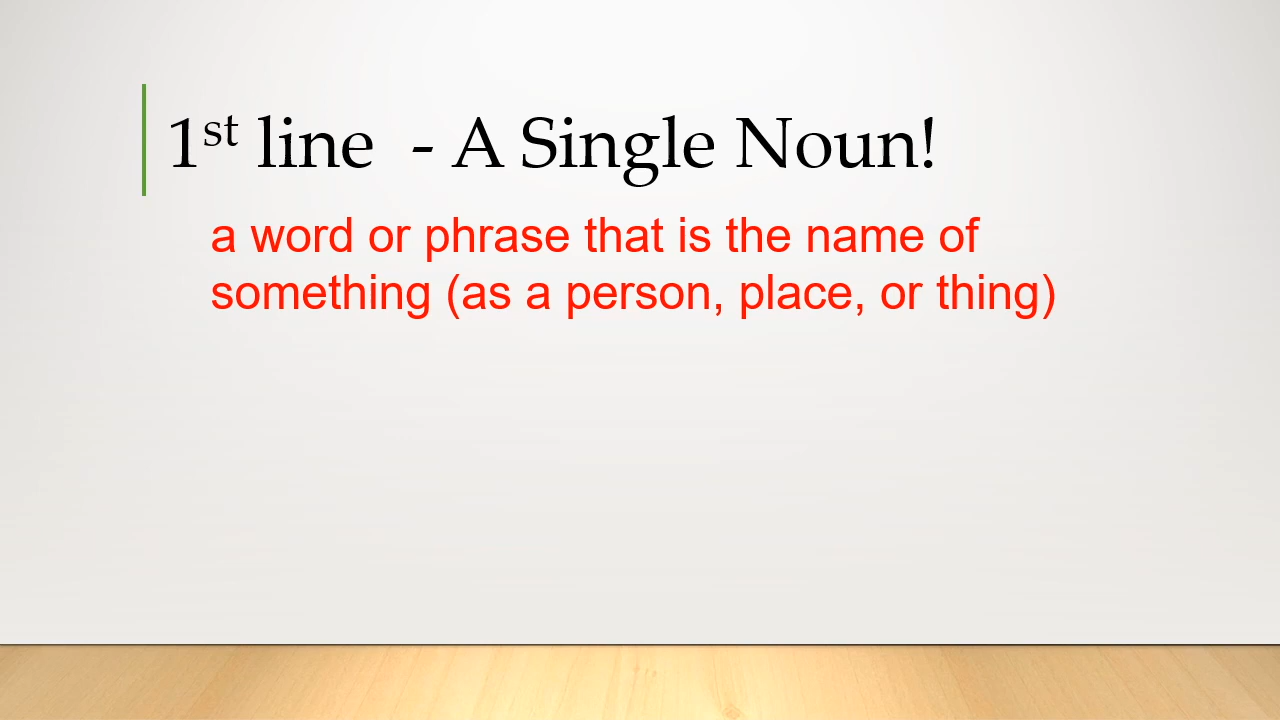 1st line  - A Single Noun!
a word or phrase that is the name of
something (as a person, place, or thing)